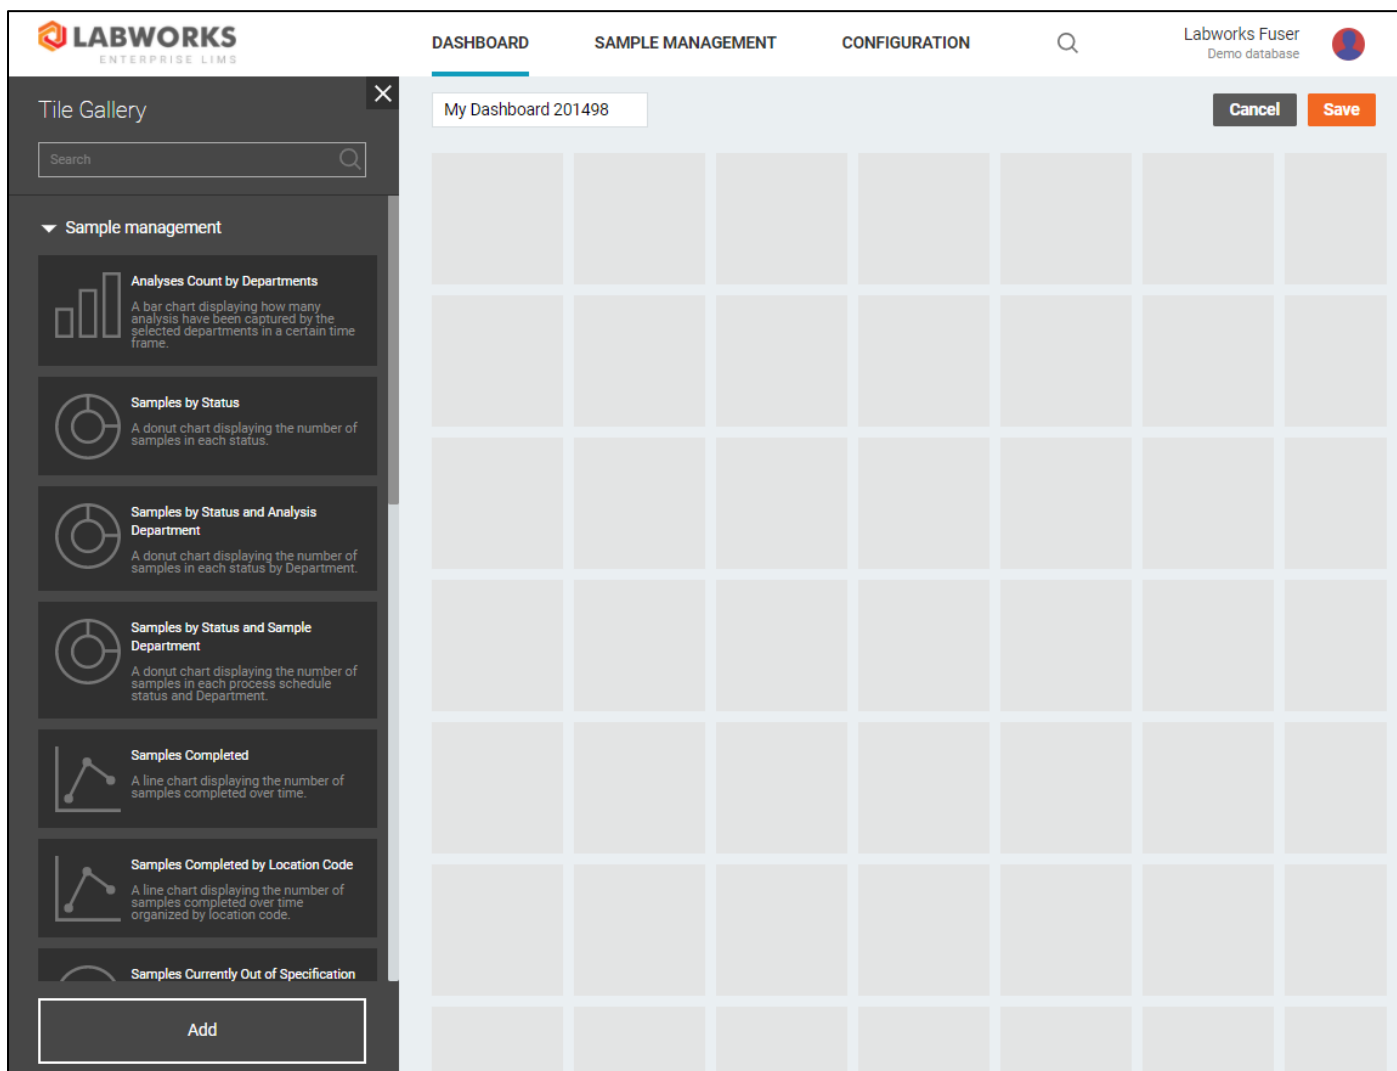 LABWORKS
ENTERPRISE LIMS
DASHBOARD
SAMPLE MANAGEMENT
CONFIGURATION
Labworks Fuser
Demo database
Tile Gallery
My Dashboard 201498
Cancel
Save
Search
Sample management
Analyses Count by Departments
A bar chart displaying how many
analysis have been captured by the
selected departments in a certain time
frame.
Samples by Status
A donut chart displaying the number of
samples in each status.
Samples by Status and Analysis
Department
A donut chart displaying the number of
samples in each status by Department.
Samples by Status and Sample
Department
A donut chart displaying the number of
samples in each process schedule
status and Department.
Samples Completed
A line chart displaying the number of
samples completed over time.
Samples Completed by Location Code
A line chart displaying the number of
samples completed over time
organized by location code.
Samples Currently Out of Specification
Add